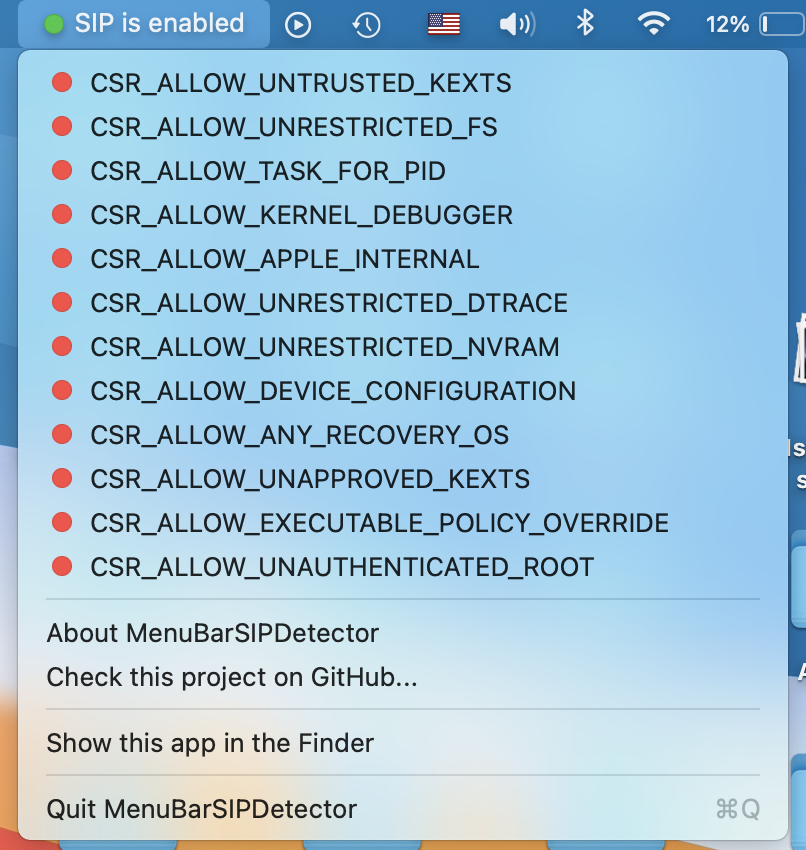 SIP is enabled
12%
CSR_ALLOW_UNTRUSTED_KEXTS
CSR_ALLOW_UNRESTRICTED_FS
CSR_ALLOW_TASK_FOR_PID
CSR_ALLOW_KERNEL_DEBUGGER
CSR_ALLOW_APPLE_INTERNAL
CSR_ALLOW_UNRESTRICTED_DTRACE
CSR_ALLOW_UNRESTRICTED_NVRAM
CSR_ALLOW_DEVICE_CONFIGURATION
CSR_ALLOW_ANY_RECOVERY_OS
CSR_ALLOW_UNAPPROVED_KEXTS
CSR_ALLOW_EXECUTABLE_POLICY_OVERRIDE
CSR_ALLOW_UNAUTHENTICATED_ROOT
About MenuBarSIPDetector
Check this project on GitHub...
Show this app in the Finder
Quit MenuBarSIPDetector ⌘Q